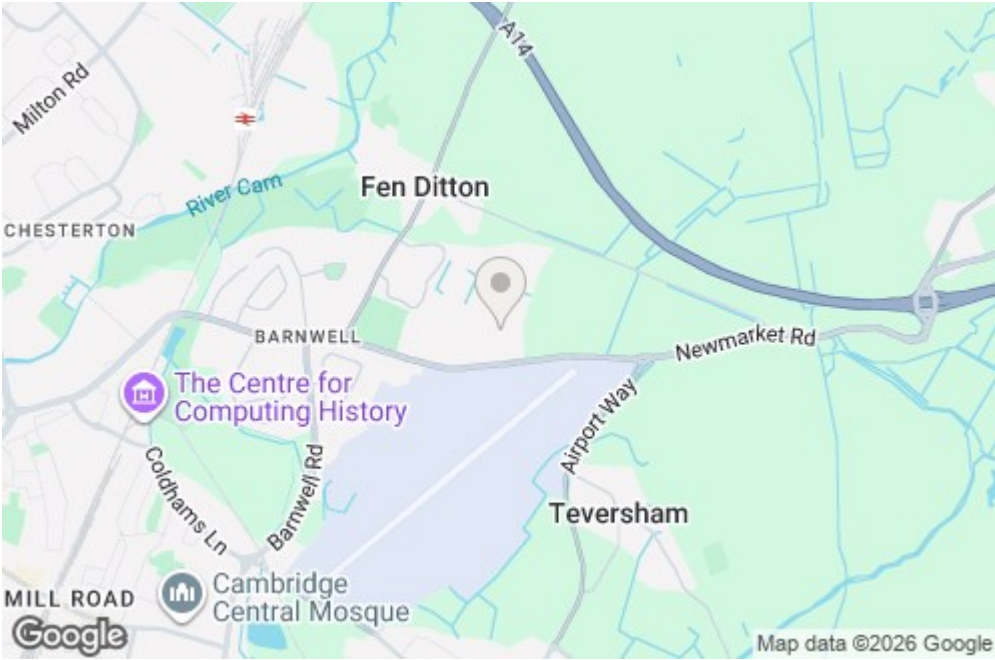 A14
Milton Rd
River Cam
Fen Ditton
CHESTERTON
BARNWELL
Newmarket Rd
The Centre for
Computing History
Airport Way
Coldhams Ln
Barnwell Rd
Teversham
MILL ROAD
Cambridge
Central Mosque
Google
Map data ©2026 Google